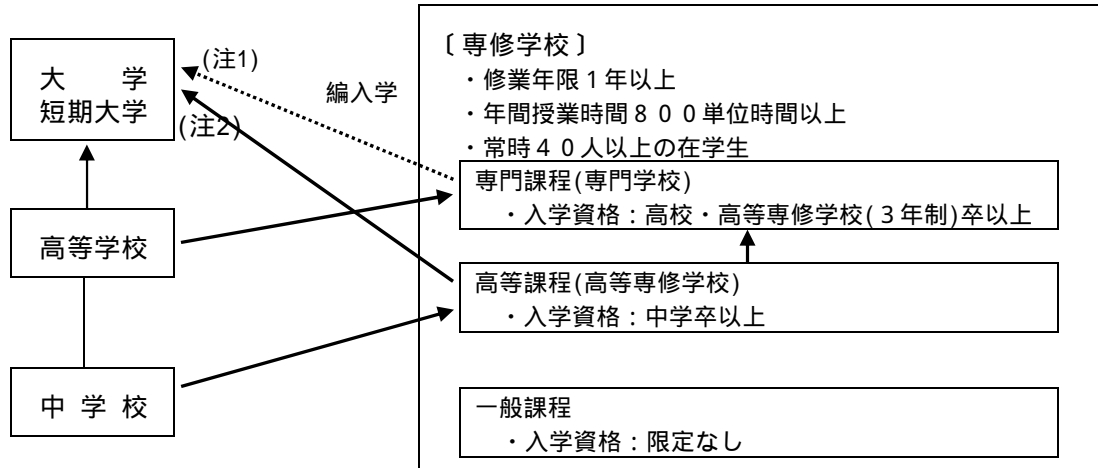 大　　学
短期大学
(注1)
編入学
(注2)
高等学校
中 学 校
〔 専修学校 〕
・修業年限１年以上
・年間授業時間８００単位時間以上
・常時４０人以上の在学生
専門課程(専門学校)
・入学資格：高校・高等専修学校(３年制)卒以上
高等課程(高等専修学校)
・入学資格：中学卒以上
一般課程
・入学資格：限定なし